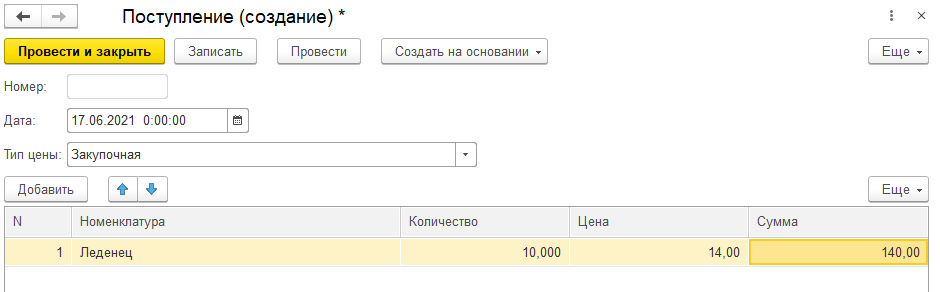 Поступление (создание) *
Провести и закрыть Записать Провести Создать на основании Еще
Номер:
Дата: 17.06.2021 0:00:00
Тип цены: Закупочная
Добавить Еще
N Номенклатура Количество Цена Сумма
1 Леденец 10,000 14,00 140,00